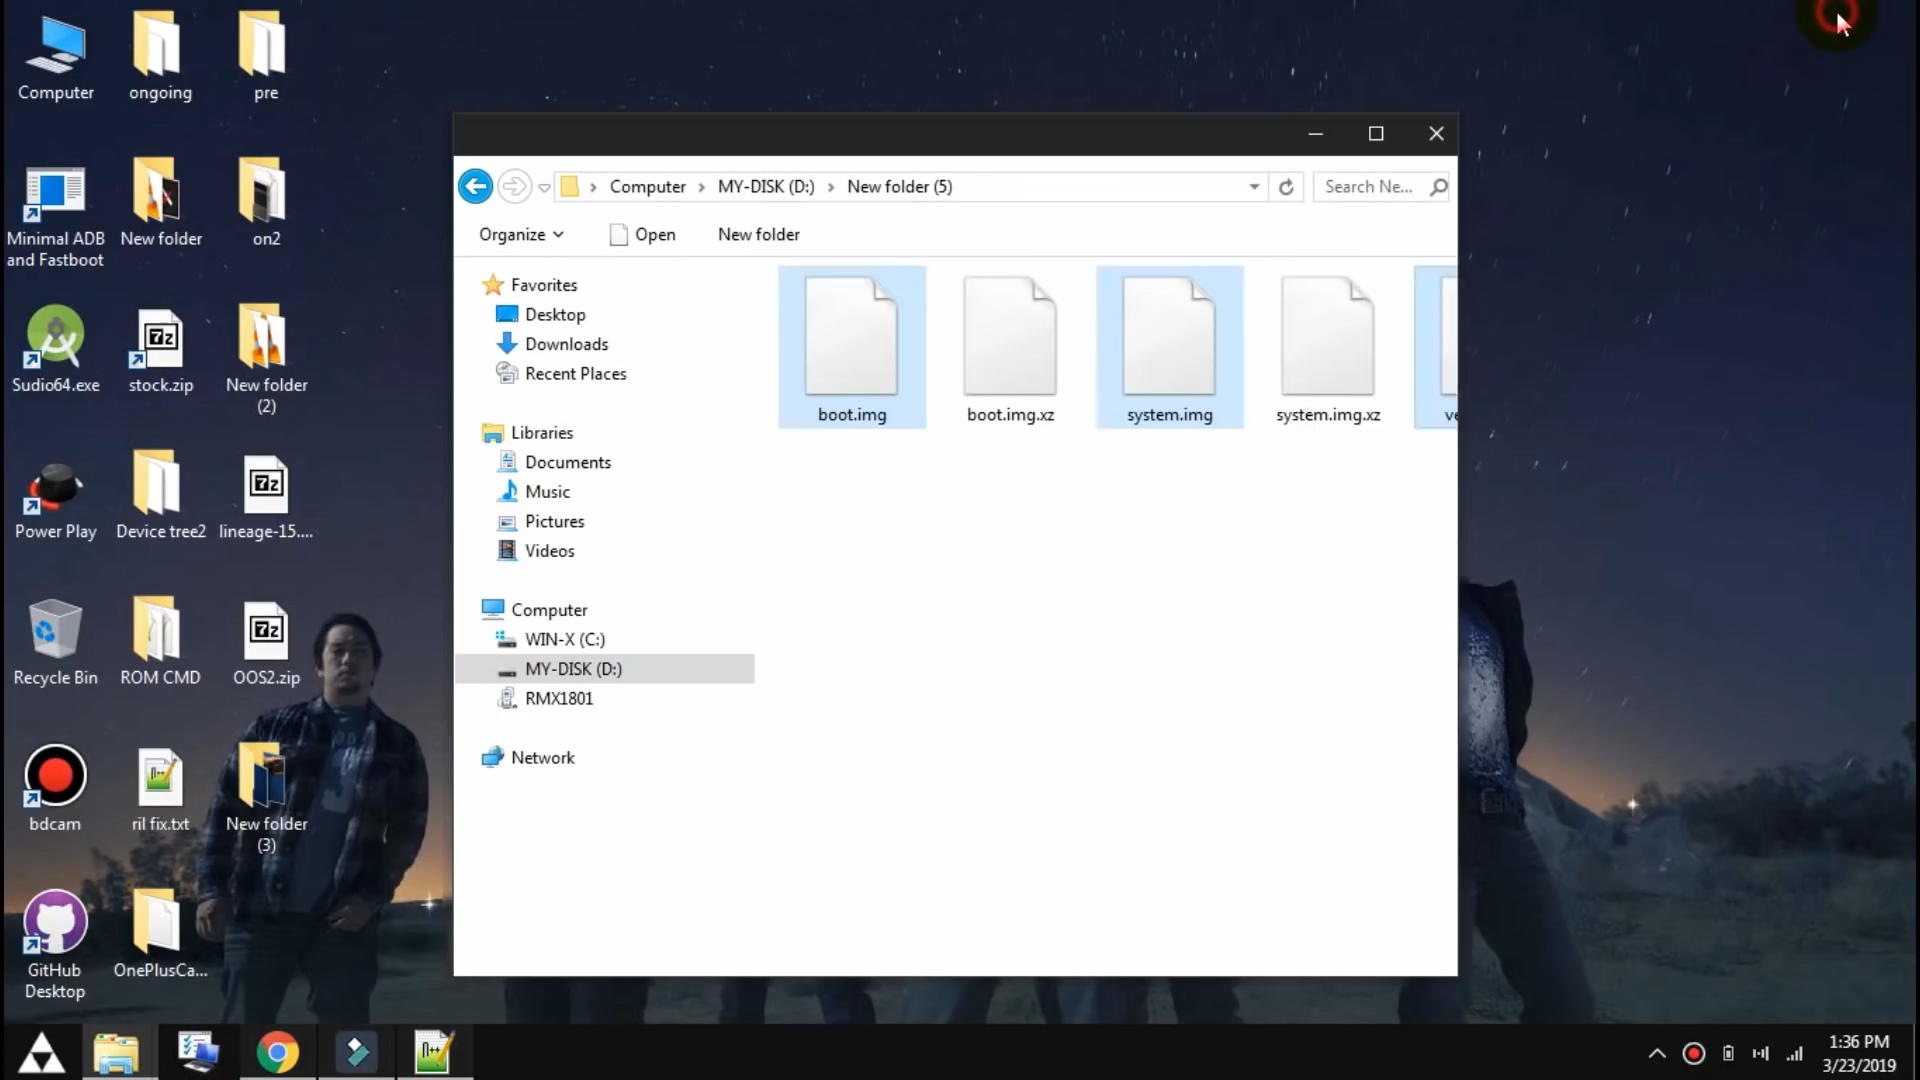 Computer
ongoing
pre
Minimal ADB
and Fastboot
New folder
on2
Sudio64.exe
stock.zip
New folder
(2)
Power Play
Device tree2
lineage-15....
Recycle Bin
ROM CMD
OOS2.zip
bdcam
ril fix.txt
New folder
(3)
GitHub
Desktop
OnePlusCa...
Computer
MY-DISK (D:)
New folder (5)
Search Ne...
Organize
Open
New folder
Favorites
Desktop
Downloads
Recent Places
Libraries
Documents
Music
Pictures
Videos
Computer
WIN-X (C:)
MY-DISK (D:)
RMX1801
Network
boot.img
boot.img.xz
system.img
system.img.xz
ve
1:36 PM
3/23/2019